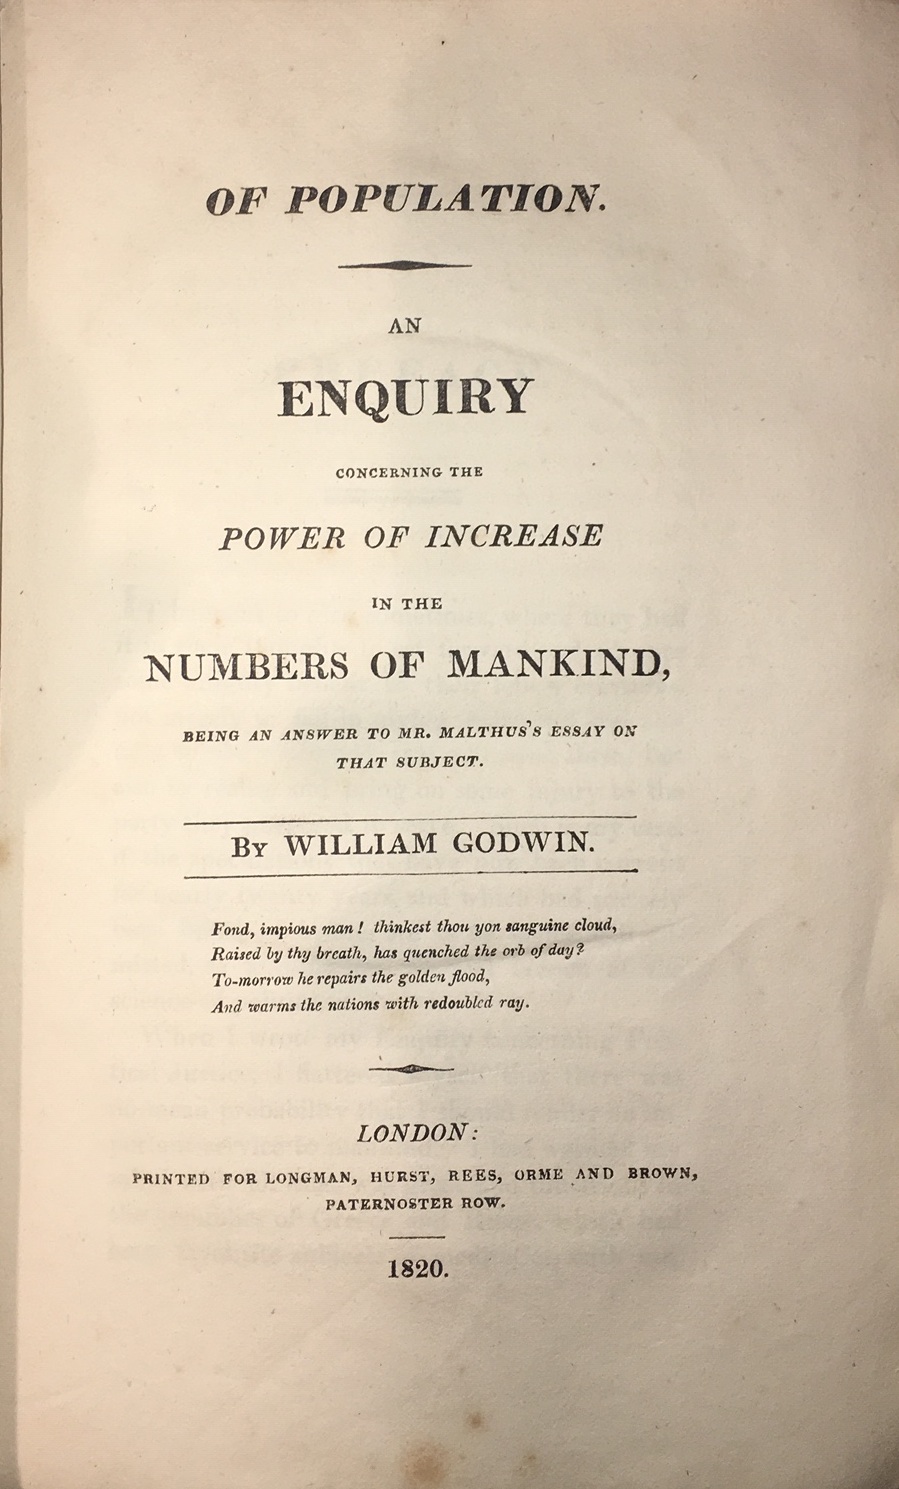 OF POPULATION.
AN
ENQUIRY
CONCERNING THE
POWER OF INCREASE
IN THE
NUMBERS OF MANKIND,
BEING AN ANSWER TO MR. MALTHUS'S ESSAY ON
THAT SUBJECT.
By WILLIAM GODWIN.
Fond, impious man! thinkest thou yon sanguine cloud,
Raised by thy breath, has quenched the orb of day?
To-morrow he repairs the golden flood,
And warms the nations with redoubled ray.
LONDON:
PRINTED FOR LONGMAN, HURST, REES, ORME AND BROWN,
PATERNOSTER ROW.
1820.